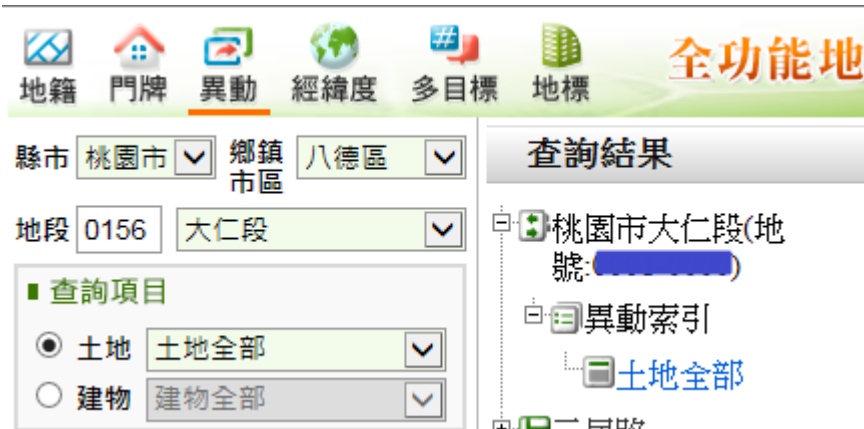 地籍 門牌 異動 經緯度 多目標 地標 全功能地
縣市 桃園市 鄉鎮市區 八德區
地段 0156 大仁段
查詢項目
土地 土地全部
建物 建物全部
查詢結果
桃園市大仁段(地
號: )
異動索引
土地全部